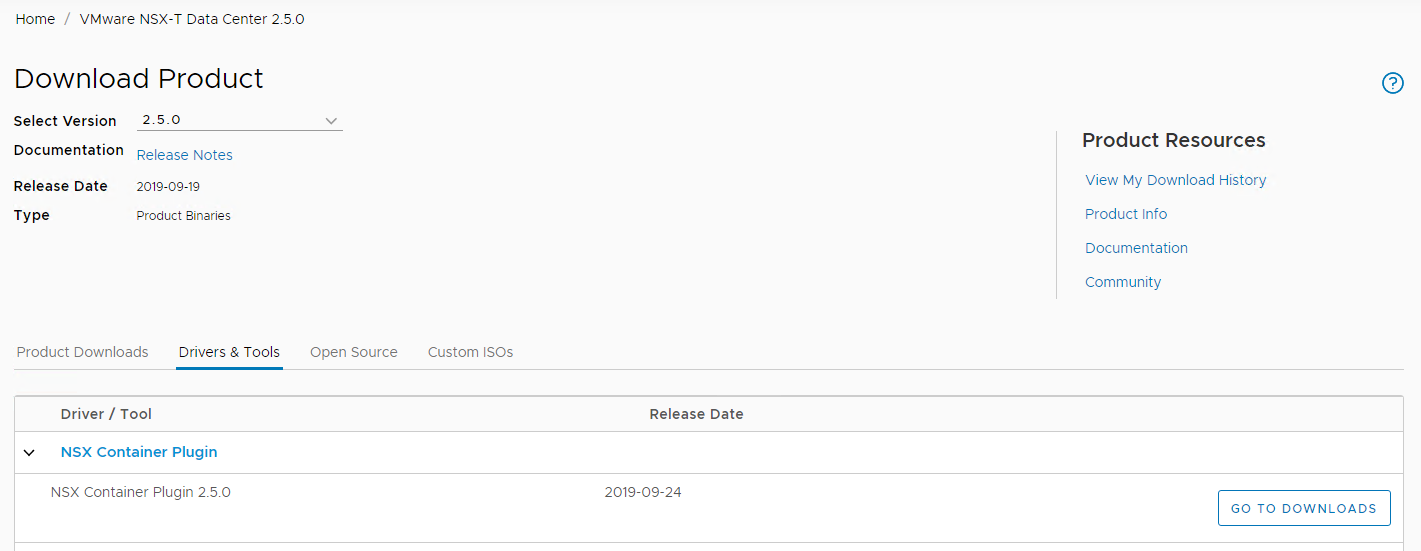 Home / VMware NSX-T Data Center 2.5.0
Download Product
Select Version 2.5.0
Documentation Release Notes
Release Date 2019-09-19
Type Product Binaries
Product Resources
View My Download History
Product Info
Documentation
Community
Product Downloads Drivers & Tools Open Source Custom ISOs
Driver / Tool Release Date
NSX Container Plugin
NSX Container Plugin 2.5.0 2019-09-24
GO TO DOWNLOADS